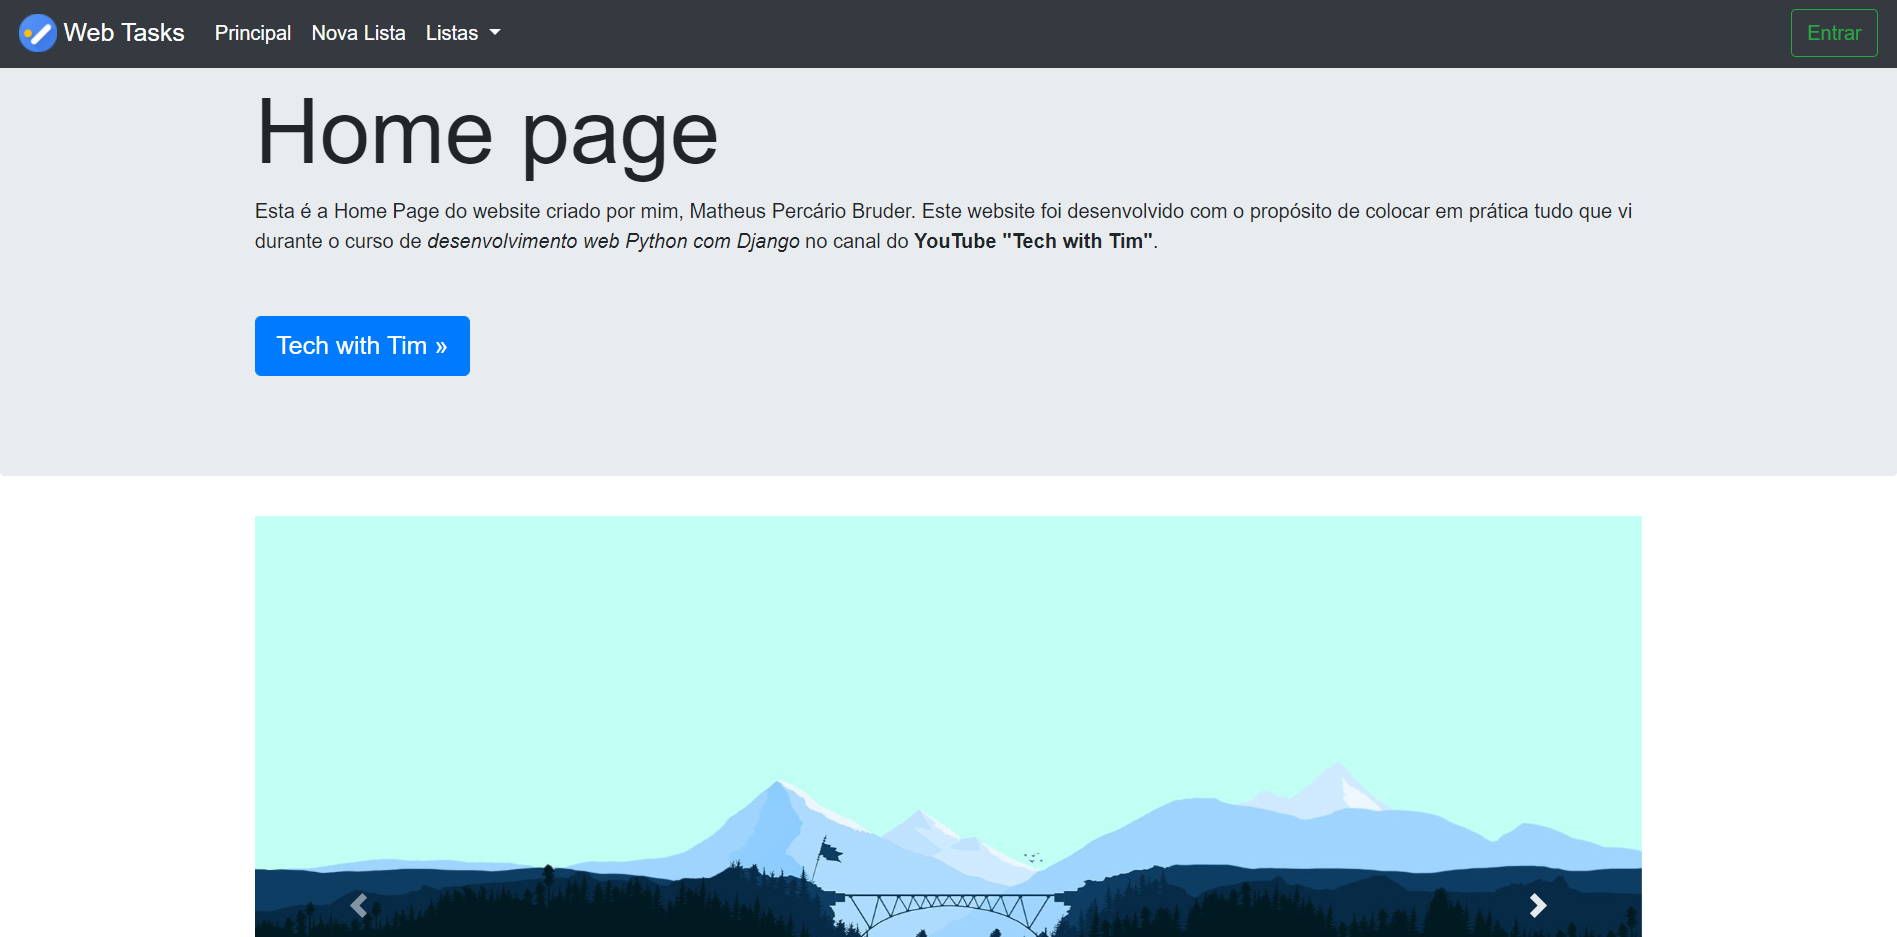 Web Tasks Principal Nova Lista Listas Entrar
Home page
Esta é a Home Page do website criado por mim, Matheus Percário Bruder. Este website foi desenvolvido com o propósito de colocar em prática tudo que vi
durante o curso de desenvolvimento web Python com Django no canal do YouTube "Tech with Tim".
Tech with Tim »